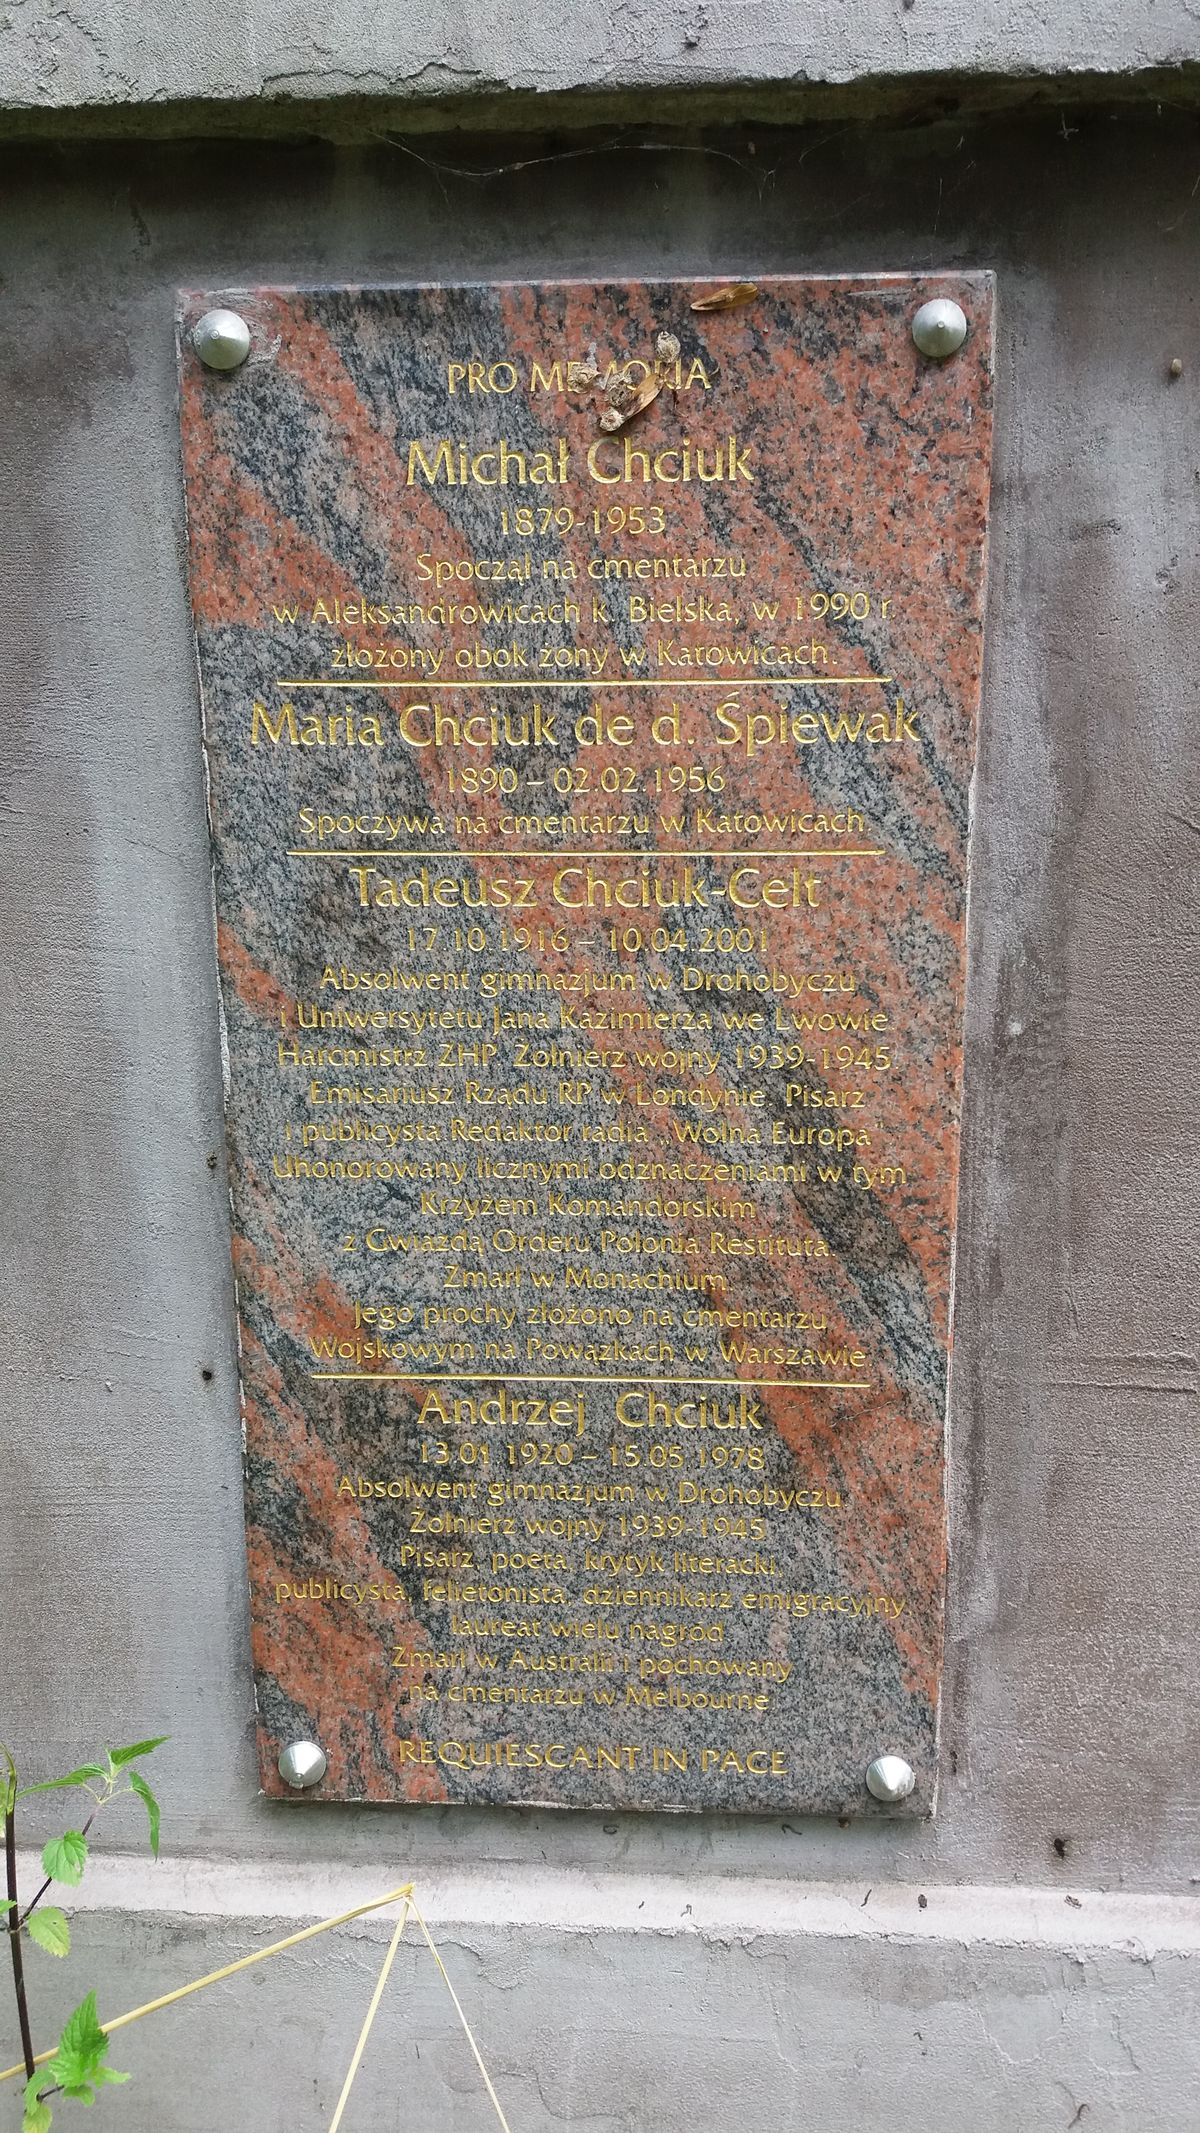 PRO MEMORIA
Michał Chciuk
1879-1953
Spoczął na cmentarzu
w Aleksandrowicach k. Bielska, w 1990 r.
złożony obok żony w Katowicach.
Maria Chciuk de d. Śpiewak
1890 – 02.02.1956
Spoczywa na cmentarzu w Katowicach.
Tadeusz Chciuk-Celt
17.10.1916 – 10.04.2001
Absolwent gimnazjum w Drohobyczu
i Uniwersytetu Jana Kazimierza we Lwowie.
Harcmistrz ZHP. Żołnierz wojny 1939-1945.
Emisariusz Rządu RP w Londynie. Pisarz
i publicysta Redaktor radia „Wolna Europa"
Uhonorowany licznymi odznaczeniami w tym
Krzyżem Komandorskim
z Gwiazdą Orderu Polonia Restituta.
Zmarł w Monachium.
Jego prochy złożono na cmentarzu
Wojskowym na Powązkach w Warszawie.
Andrzej Chciuk
13.01.1920 – 15.05.1978
Absolwent gimnazjum w Drohobyczu
Żołnierz wojny 1939-1945.
Pisarz, poeta, krytyk literacki,
publicysta, felietonista, dziennikarz emigracyjny,
laureat wielu nagród.
Zmarł w Australii i pochowany
na cmentarzu w Melbourne.
REQUIESCANT IN PACE